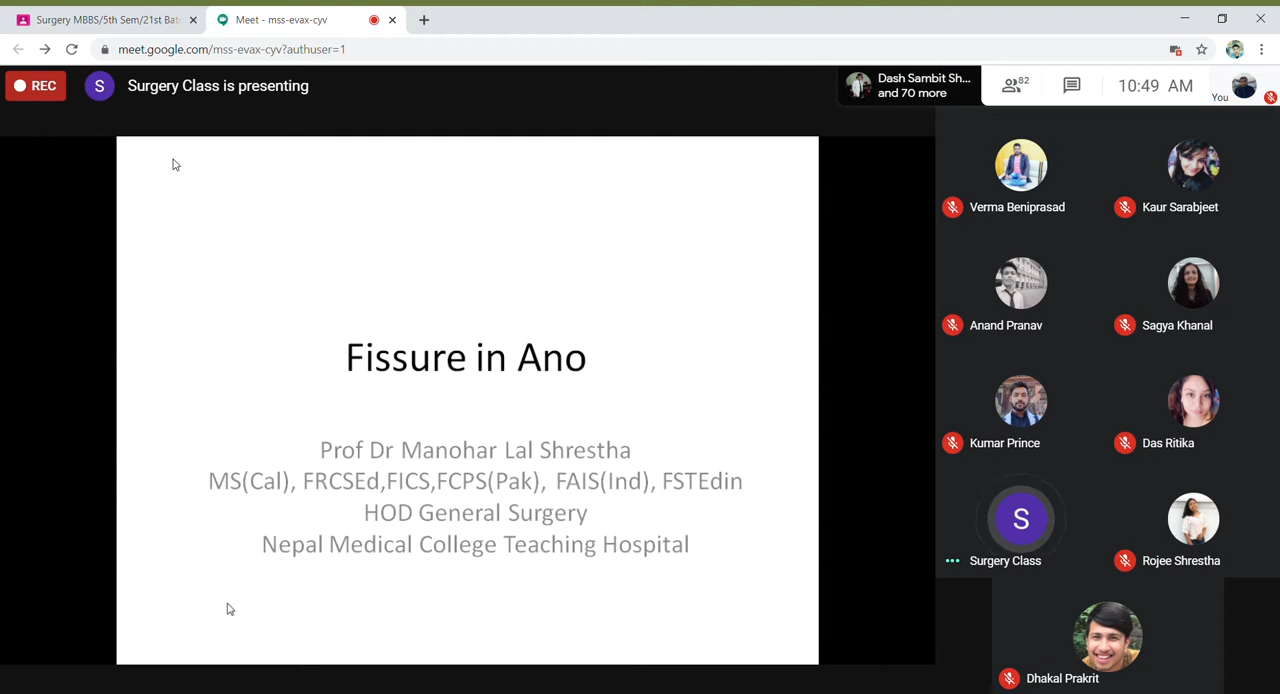 Surgery MBBS/5th Sem/21st Bat
Meet - mss-evax-cyv
meet.google.com/mss-evax-cyv?authuser=1
REC
S
Surgery Class is presenting
Dash Sambit Sh...
and 70 more
82
10:49 AM
You
Fissure in Ano
Prof Dr Manohar Lal Shrestha
MS(Cal), FRCSEd,FICS,FCPS(Pak), FAIS(Ind), FSTEdin
HOD General Surgery
Nepal Medical College Teaching Hospital
Verma Beniprasad
Kaur Sarabjeet
Anand Pranav
Sagya Khanal
Kumar Prince
Das Ritika
S
Surgery Class
Rojee Shrestha
Dhakal Prakrit